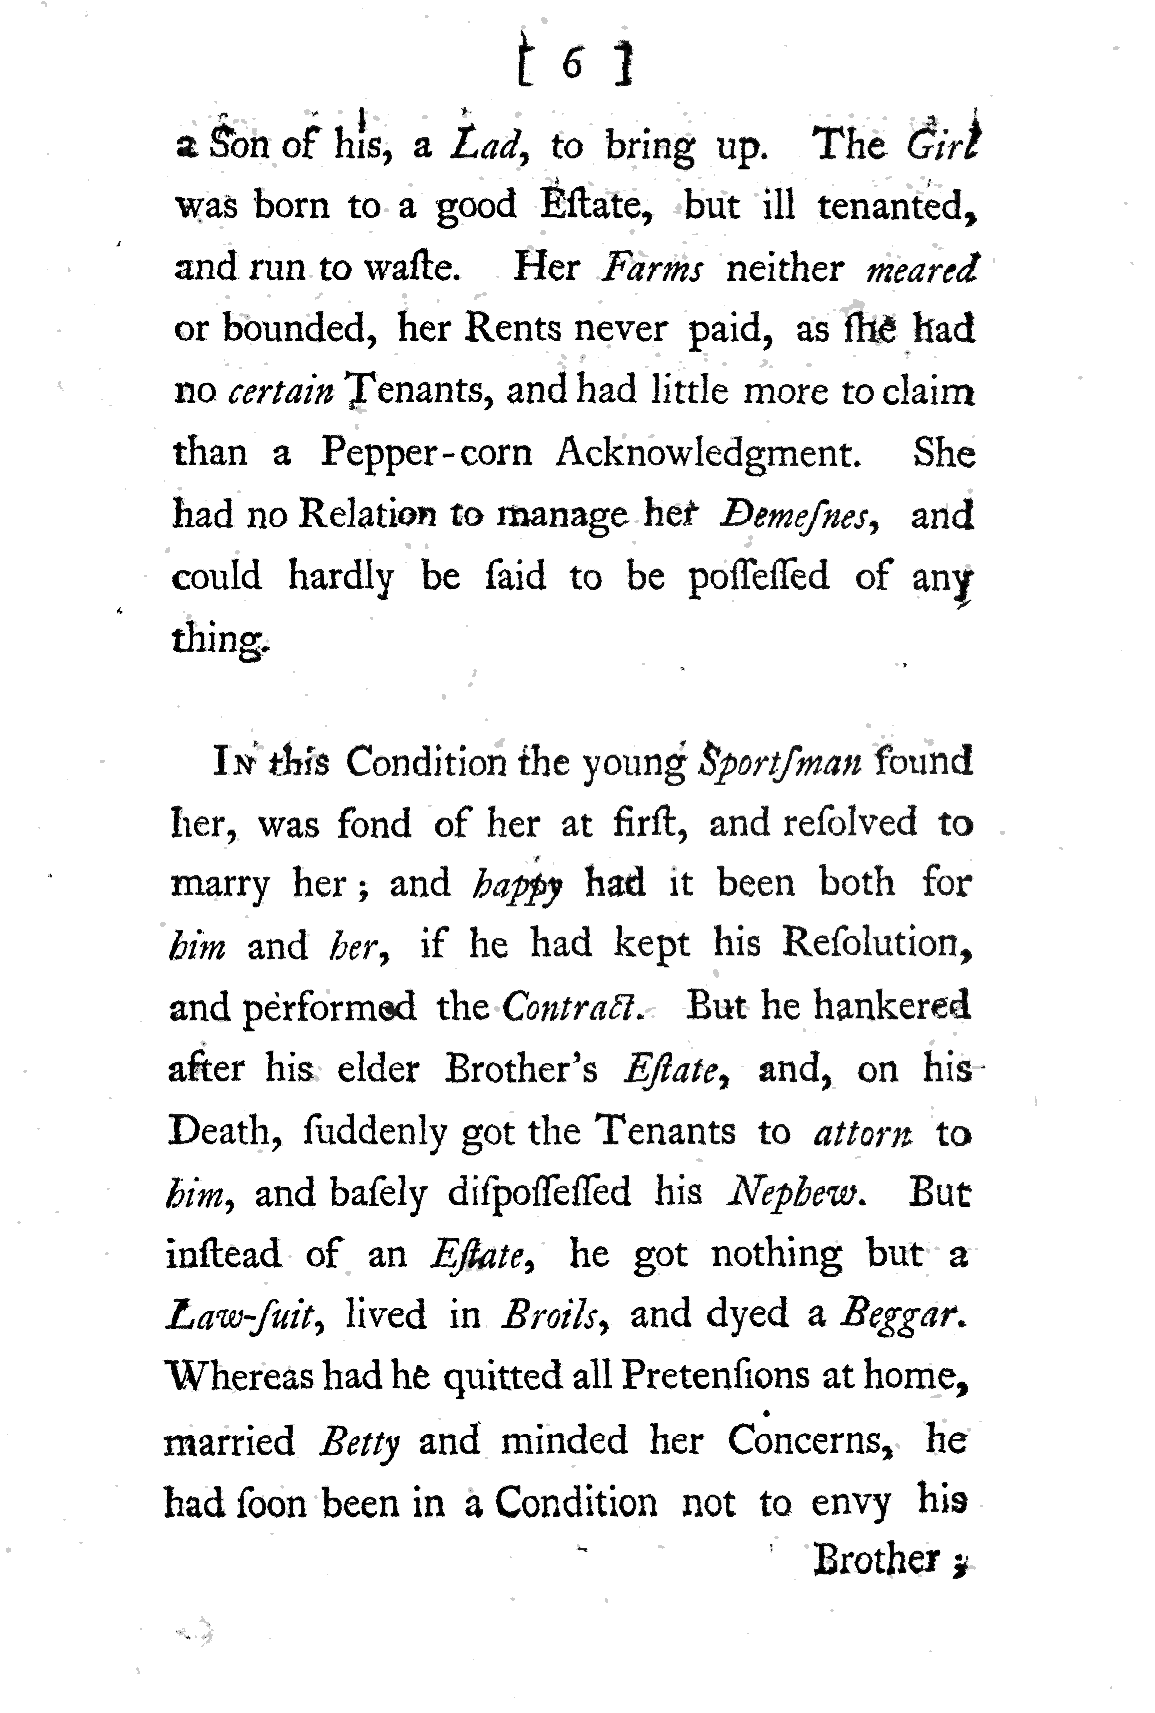 [ 6 ]
a Son of his, a Lad, to bring up. The Girl
was born to a good Eſtate, but ill tenanted,
and run to waſte. Her Farms neither meared
or bounded, her Rents never paid, as ſhe had
no certain Tenants, and had little more to claim
than a Pepper-corn Acknowledgment. She
had no Relation to manage her Demeſnes, and
could hardly be ſaid to be poſſeſſed of any
thing.
In this Condition the young Sportſman found
her, was fond of her at firſt, and reſolved to
marry her; and happy had it been both for
him and her, if he had kept his Reſolution,
and performed the Contract. But he hankered
after his elder Brother's Eſtate, and, on his
Death, ſuddenly got the Tenants to attorn to
him, and baſely diſpoſſeſſed his Nephew. But
inſtead of an Eſtate, he got nothing but a
Law-ſuit, lived in Broils, and dyed a Beggar.
Whereas had he quitted all Pretenſions at home,
married Betty and minded her Concerns, he
had ſoon been in a Condition not to envy his
Brother;